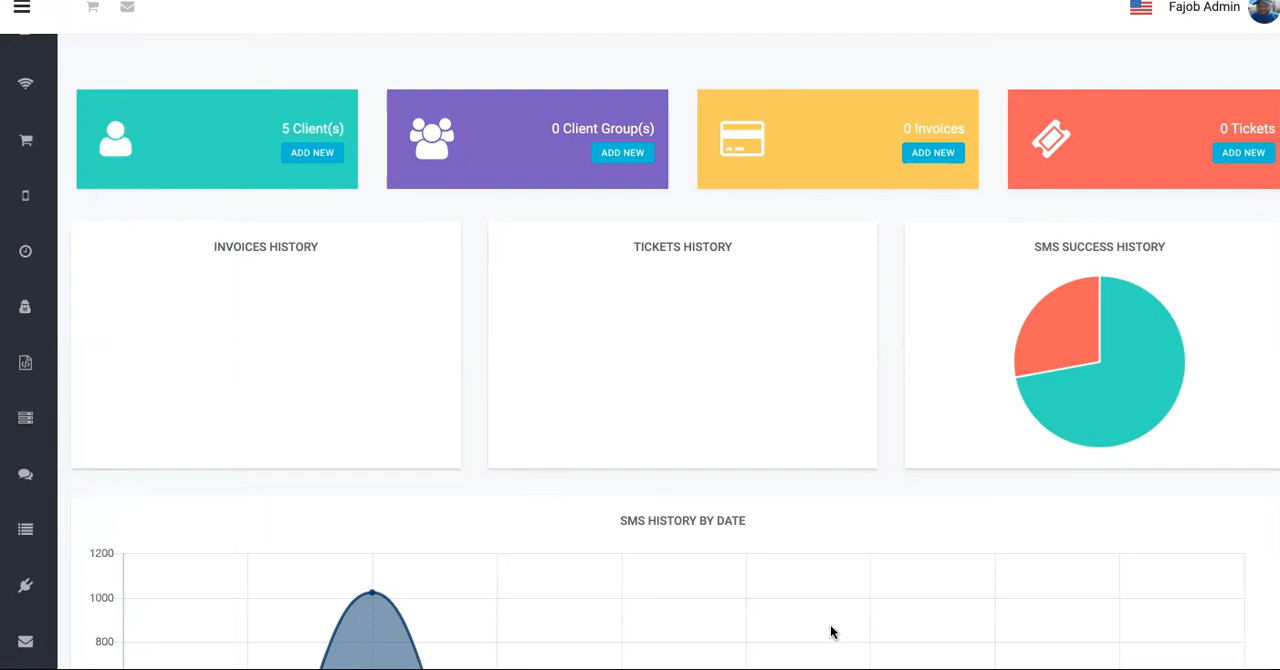 Fajob Admin
5 Client(s)
ADD NEW
0 Client Group(s)
ADD NEW
0 Invoices
ADD NEW
0 Tickets
ADD NEW
INVOICES HISTORY
TICKETS HISTORY
SMS SUCCESS HISTORY
SMS HISTORY BY DATE
1200
1000
800